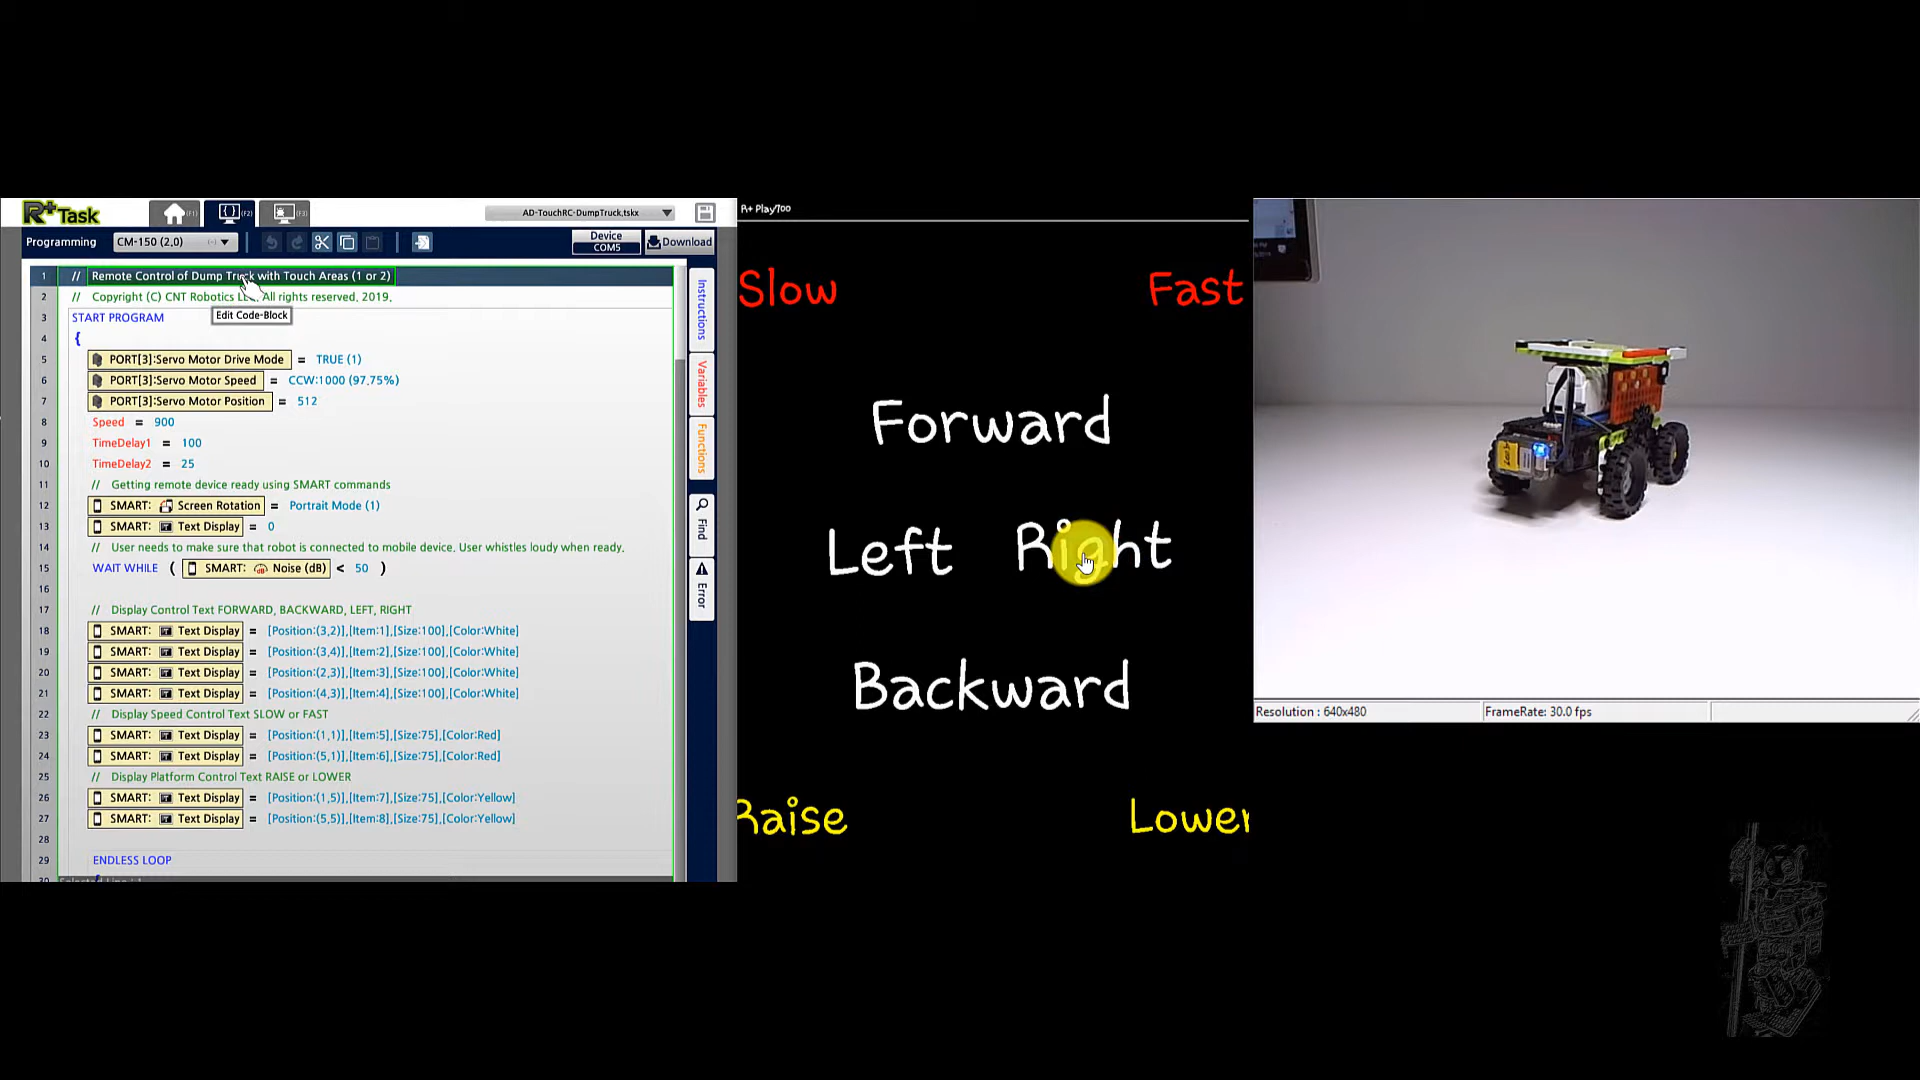 R+Task
(F1)
(F2)
(F3)
AD-TouchRC-DumpTruck.tskx
Programming
CM-150 (2.0)
Device
COM5
Download
1 // Remote Control of Dump Truck with Touch Areas (1 or 2)
2 // Copyright (C) CNT Robotics LLC. All rights reserved. 2019.
Edit Code-Block
3 START PROGRAM
4 {
5 PORT[3]:Servo Motor Drive Mode = TRUE (1)
6 PORT[3]:Servo Motor Speed = CCW:1000 (97.75%)
7 PORT[3]:Servo Motor Position = 512
8 Speed = 900
9 TimeDelay1 = 100
10 TimeDelay2 = 25
11 // Getting remote device ready using SMART commands
12 SMART: Screen Rotation = Portrait Mode (1)
13 SMART: Text Display = 0
14 // User needs to make sure that robot is connected to mobile device. User whistles loudy when ready.
15 WAIT WHILE ( SMART: Noise (dB) < 50 )
16
17 // Display Control Text FORWARD, BACKWARD, LEFT, RIGHT
18 SMART: Text Display = [Position:(3,2)],[Item:1],[Size:100],[Color:White]
19 SMART: Text Display = [Position:(3,4)],[Item:2],[Size:100],[Color:White]
20 SMART: Text Display = [Position:(2,3)],[Item:3],[Size:100],[Color:White]
21 SMART: Text Display = [Position:(4,3)],[Item:4],[Size:100],[Color:White]
22 // Display Speed Control Text SLOW or FAST
23 SMART: Text Display = [Position:(1,1)],[Item:5],[Size:75],[Color:Red]
24 SMART: Text Display = [Position:(5,1)],[Item:6],[Size:75],[Color:Red]
25 // Display Platform Control Text RAISE or LOWER
26 SMART: Text Display = [Position:(1,5)],[Item:7],[Size:75],[Color:Yellow]
27 SMART: Text Display = [Position:(5,5)],[Item:8],[Size:75],[Color:Yellow]
28
29 ENDLESS LOOP
30 {
Instructions
Variables
Functions
Find
Error
R+ Play700
Slow Fast
Forward
Left Right
Backward
Raise Lower
Resolution : 640x480 FrameRate: 30.0 fps